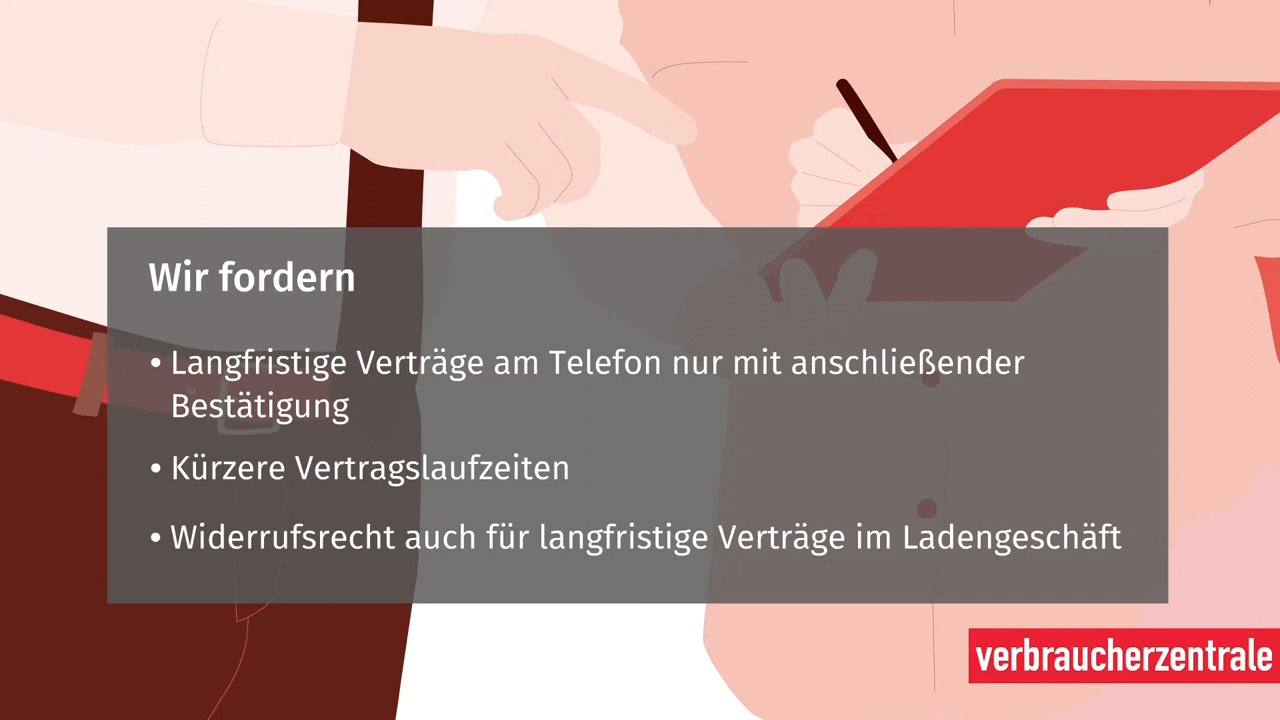 Wir fordern
• Langfristige Verträge am Telefon nur mit anschließender
Bestätigung
• Kürzere Vertragslaufzeiten
• Widerrufsrecht auch für langfristige Verträge im Ladengeschäft
verbraucherzentrale